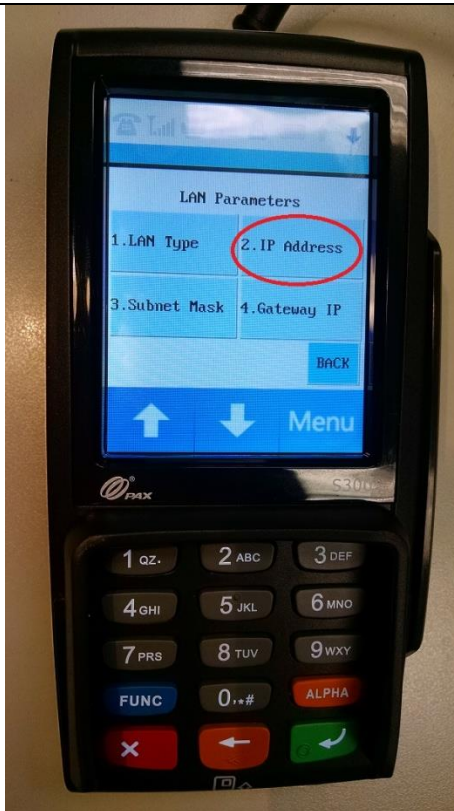 LAN Parameters
1.LAN Type 2.IP Address
3.Subnet Mask 4.Gateway IP
BACK
Menu
PAX S300
1 QZ. 2 ABC 3 DEF
4 GHI 5 JKL 6 MNO
7 PRS 8 TUV 9 WXY
FUNC 0,*# ALPHA